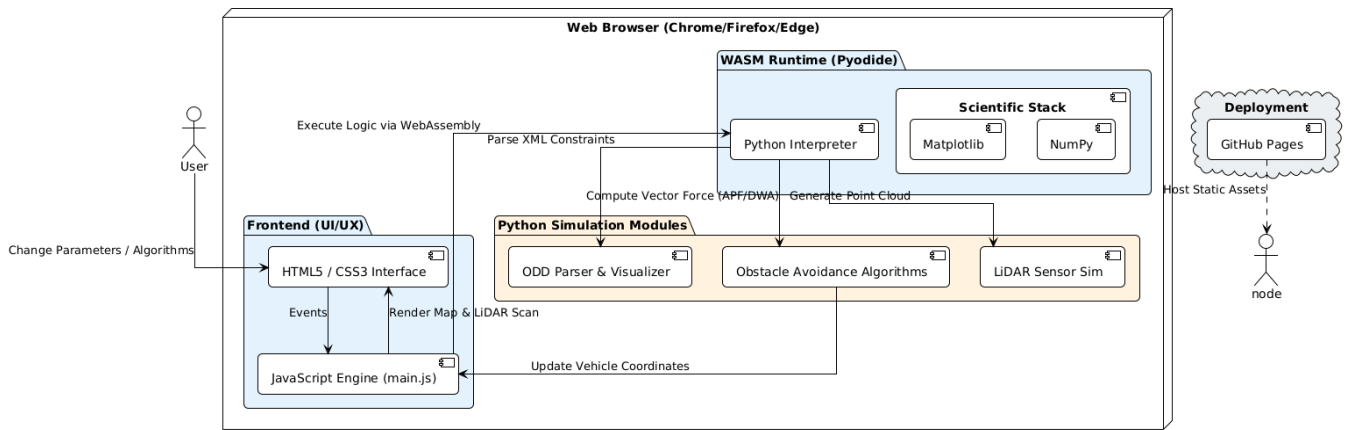 Web Browser (Chrome/Firefox/Edge)
WASM Runtime (Pyodide)
Scientific Stack
Matplotlib
NumPy
Python Interpreter
Deployment
GitHub Pages
User
Execute Logic via WebAssembly
Parse XML Constraints
Compute Vector Force (APF/DWA)
Generate Point Cloud
Host Static Assets
Frontend (UI/UX)
Python Simulation Modules
Change Parameters / Algorithms
HTML5 / CSS3 Interface
ODD Parser & Visualizer
Obstacle Avoidance Algorithms
LiDAR Sensor Sim
node
Events
Render Map & LiDAR Scan
Update Vehicle Coordinates
JavaScript Engine (main.js)